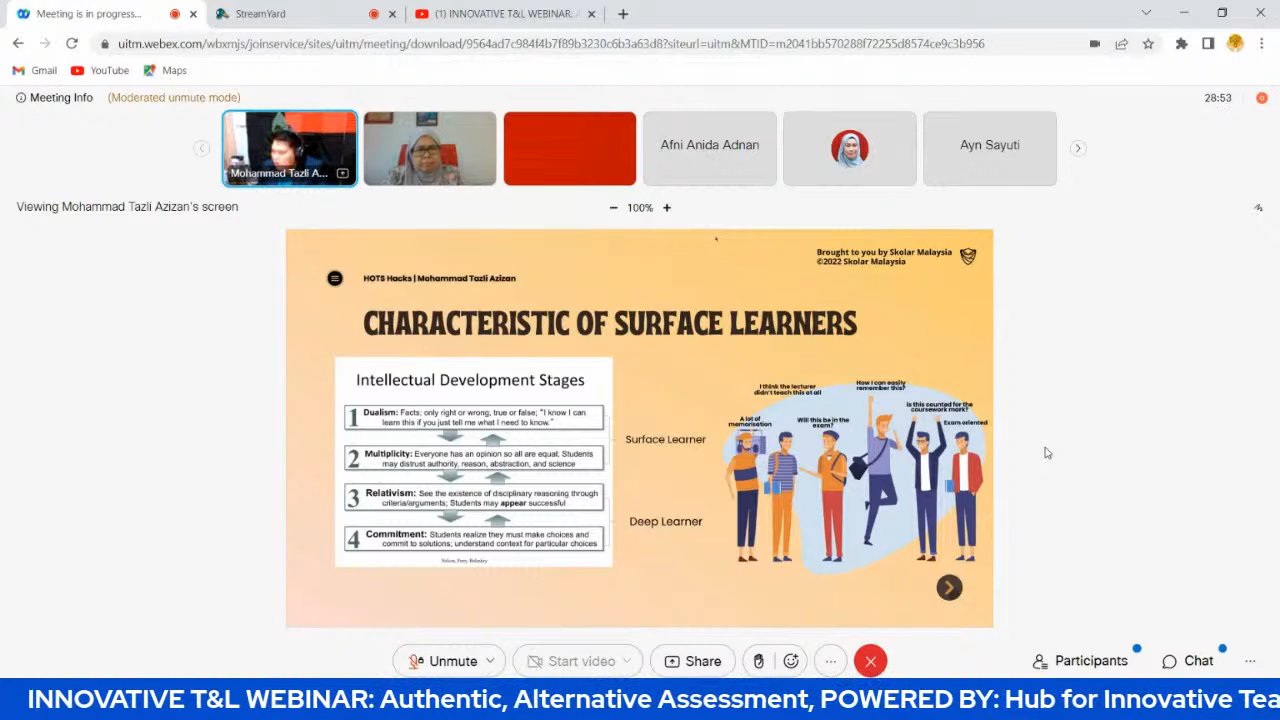 Meeting is in progress...
StreamYard
(1) INNOVATIVE T&L WEBINAR: A
uitm.webex.com/wbxmjs/joinservice/sites/uitm/meeting/download/9564ad7c984f4b7f89b3230c6b3a63d8?siteurl=uitm&MTID=m2041bb570288f72255d8574ce9c3b956
Gmail
YouTube
Maps
Meeting Info
(Moderated unmute mode)
28:53
Mohammad Tazli A...
Afni Anida Adnan
Ayn Sayuti
Viewing Mohammad Tazli Azizan's screen
− 100% +
Brought to you by Skolar Malaysia
©2022 Skolar Malaysia
HOTS Hacks | Mohammad Tazli Azizan
CHARACTERISTIC OF SURFACE LEARNERS
Intellectual Development Stages
1 Dualism: Facts; only right or wrong, true or false; "I know I can
learn this if you just tell me what I need to know."
2 Multiplicity: Everyone has an opinion so all are equal. Students
may distrust authority, reason, abstraction, and science
3 Relativism: See the existence of disciplinary reasoning through
criteria/arguments; Students may appear successful
4 Commitment: Students realize they must make choices and
commit to solutions; understand context for particular choices
Surface Learner
Deep Learner
I think the lecturer
didn't teach this at all
How I can easily
remember this?
A lot of
memorisation
Will this be in the
exam?
Is this counted for the
coursework mark?
Exam oriented
Unmute
Start video
Share
Participants
Chat
INNOVATIVE T&L WEBINAR: Authentic, Alternative Assessment, POWERED BY: Hub for Innovative Tea